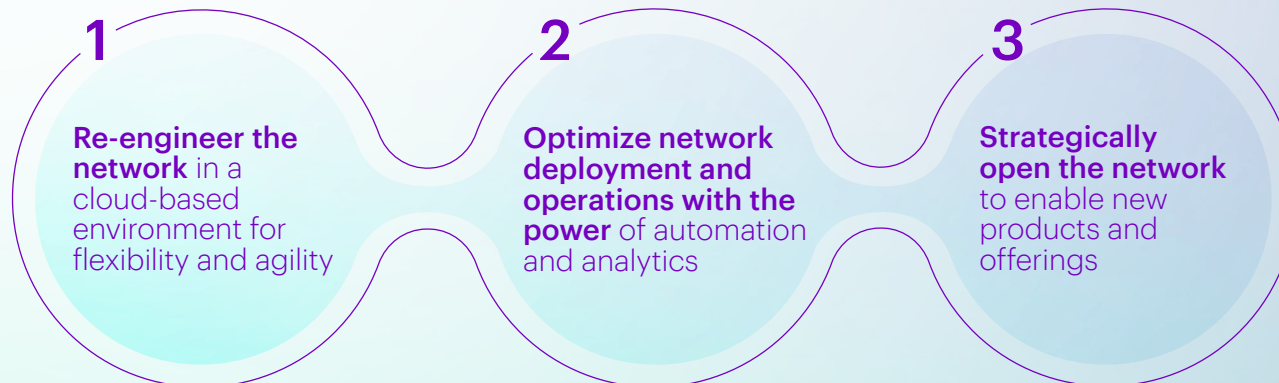 1
Re-engineer the
network in a
cloud-based
environment for
flexibility and agility
2
Optimize network
deployment and
operations with the
power of automation
and analytics
3
Strategically
open the network
to enable new
products and
offerings